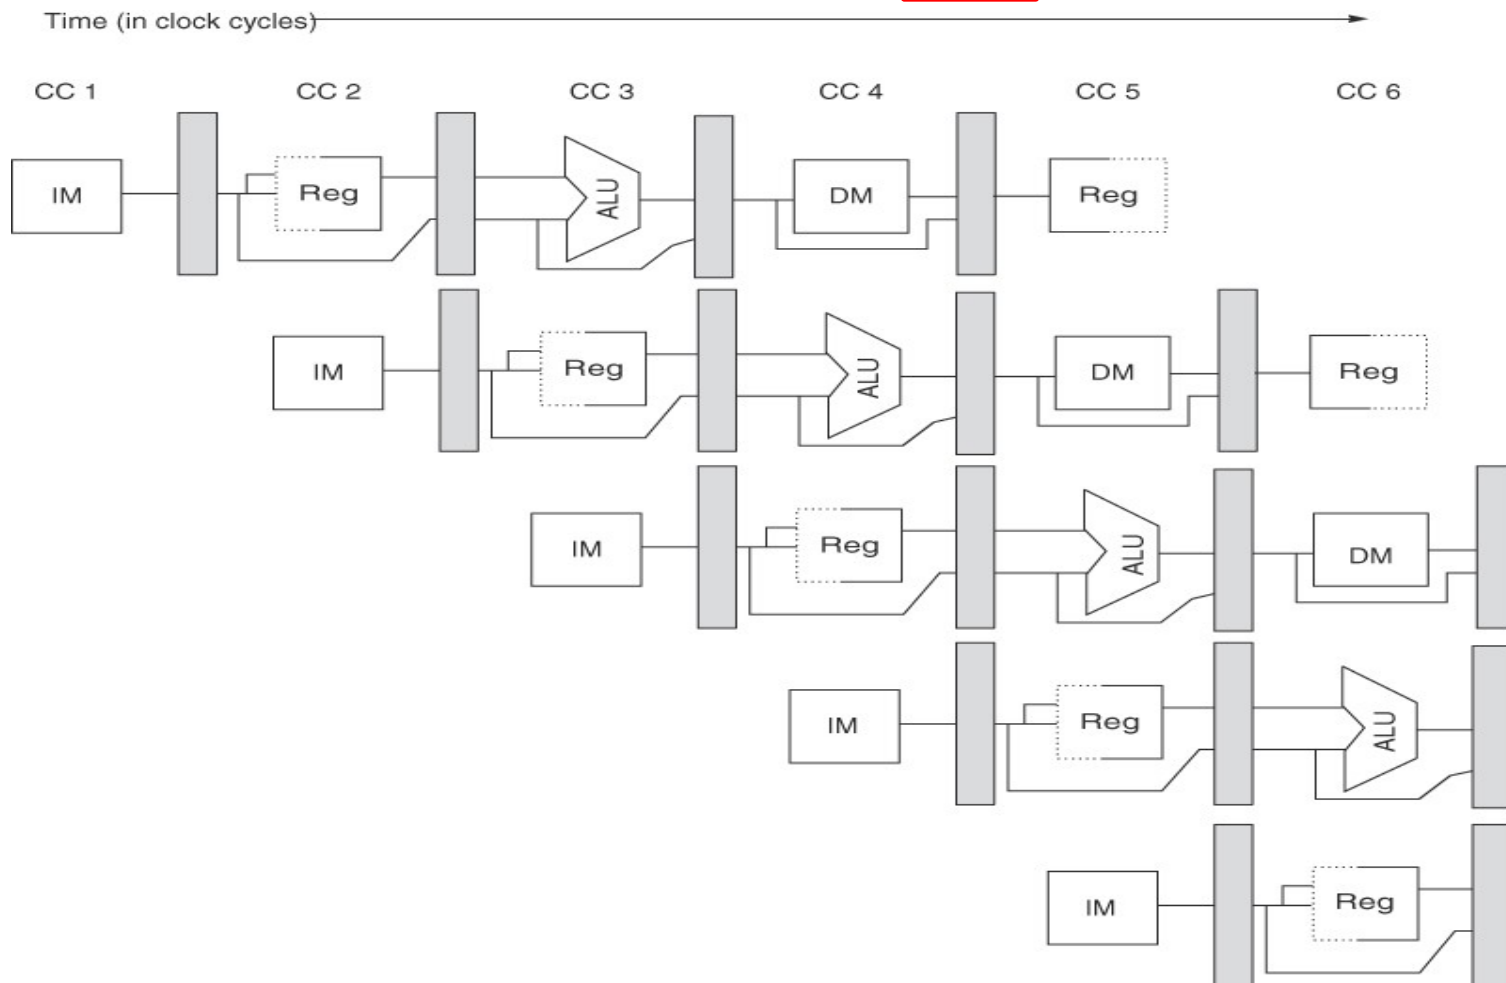 Time (in clock cycles)
CC 1 CC 2 CC 3 CC 4 CC 5 CC 6
IM Reg ALU DM Reg
IM Reg ALU DM Reg
IM Reg ALU DM
IM Reg ALU
IM Reg